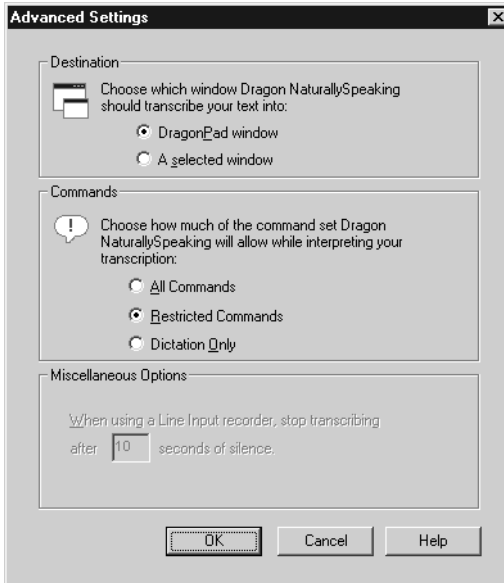 Advanced Settings
Destination
Choose which window Dragon NaturallySpeaking
should transcribe your text into:
DragonPad window
A selected window
Commands
!
Choose how much of the command set Dragon
NaturallySpeaking will allow while interpreting your
transcription:
All Commands
Restricted Commands
Dictation Only
Miscellaneous Options
When using a Line Input recorder, stop transcribing
after 10 seconds of silence.
OK Cancel Help